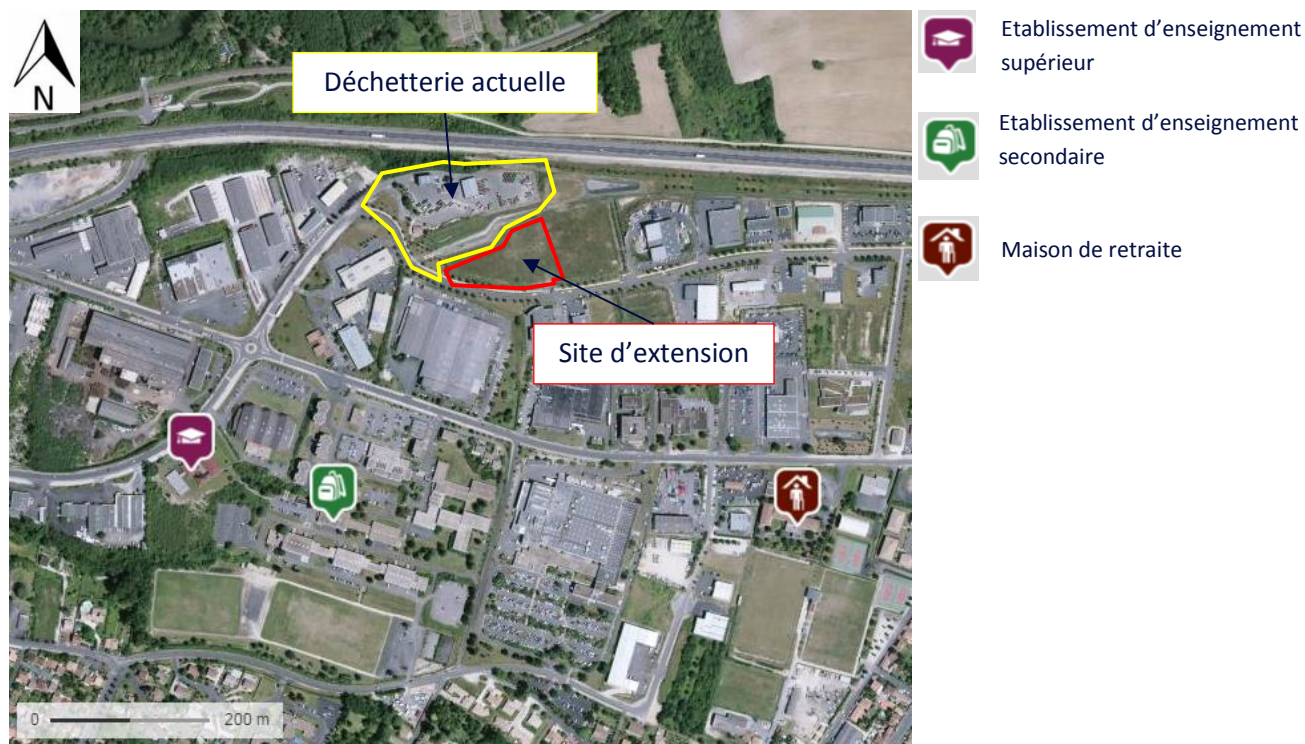 N
Déchetterie actuelle
Site d'extension
0 200 m
Etablissement d'enseignement
supérieur
Etablissement d'enseignement
secondaire
Maison de retraite